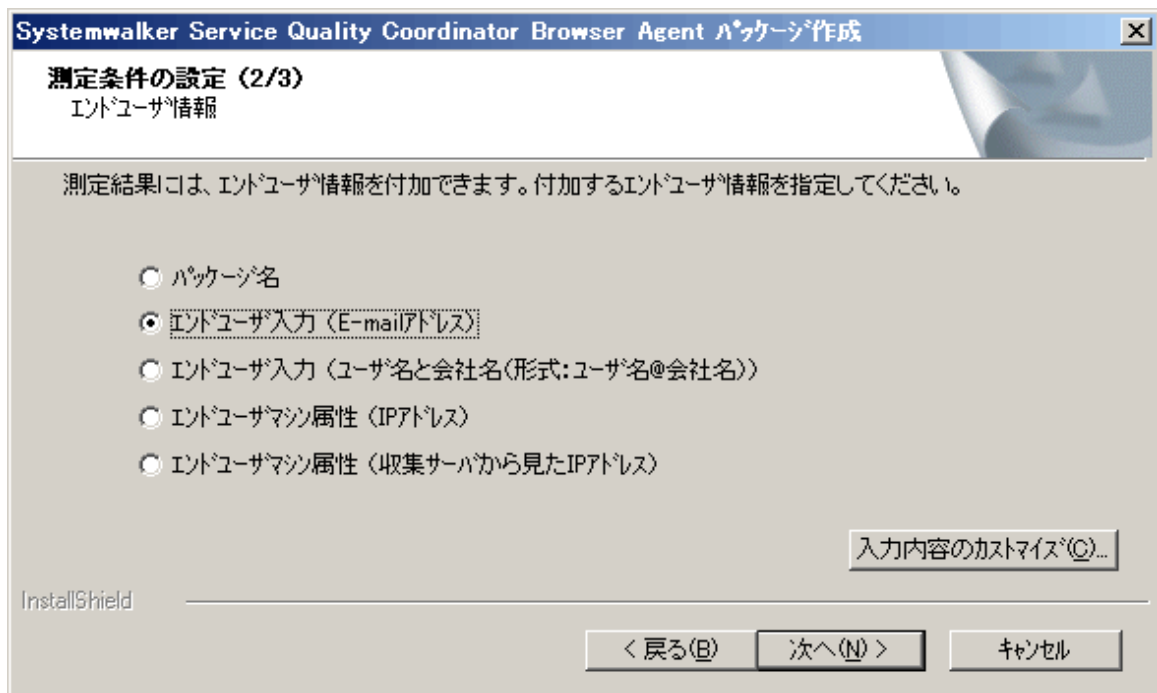 Systemwalker Service Quality Coordinator Browser Agent ﾊﾟｯｹｰｼﾞ作成
測定条件の設定 (2/3)
ｴﾝﾄﾞﾕｰｻﾞ情報
測定結果には、ｴﾝﾄﾞﾕｰｻﾞ情報を付加できます。付加するｴﾝﾄﾞﾕｰｻﾞ情報を指定してください。
ﾊﾟｯｹｰｼﾞ名
ｴﾝﾄﾞﾕｰｻﾞ入力 (E-mailｱﾄﾞﾚｽ)
ｴﾝﾄﾞﾕｰｻﾞ入力 (ﾕｰｻﾞ名と会社名(形式:ﾕｰｻﾞ名@会社名))
ｴﾝﾄﾞﾕｰｻﾞﾏｼﾝ属性 (IPｱﾄﾞﾚｽ)
ｴﾝﾄﾞﾕｰｻﾞﾏｼﾝ属性 (収集ｻｰﾊﾞから見たIPｱﾄﾞﾚｽ)
入力内容のｶｽﾀﾏｲｽﾞ(C)...
InstallShield
< 戻る(B)
次へ(N) >
ｷｬﾝｾﾙ